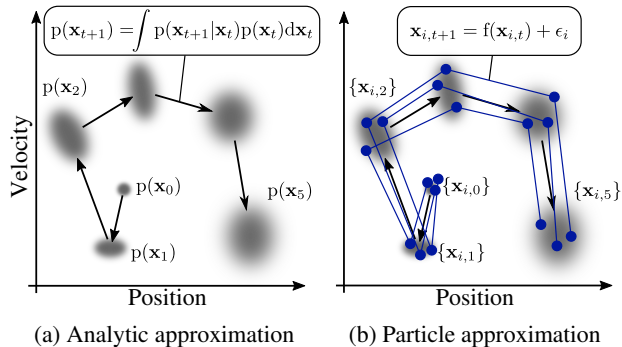 p(x_{t+1}) = ∫ p(x_{t+1}|x_t)p(x_t)dx_t
p(x_2)
p(x_0)
p(x_5)
p(x_1)
Velocity
Position
(a) Analytic approximation
x_{i,t+1} = f(x_{i,t}) + ϵ_i
{x_{i,2}}
{x_{i,0}}
{x_{i,5}}
{x_{i,1}}
Position
(b) Particle approximation